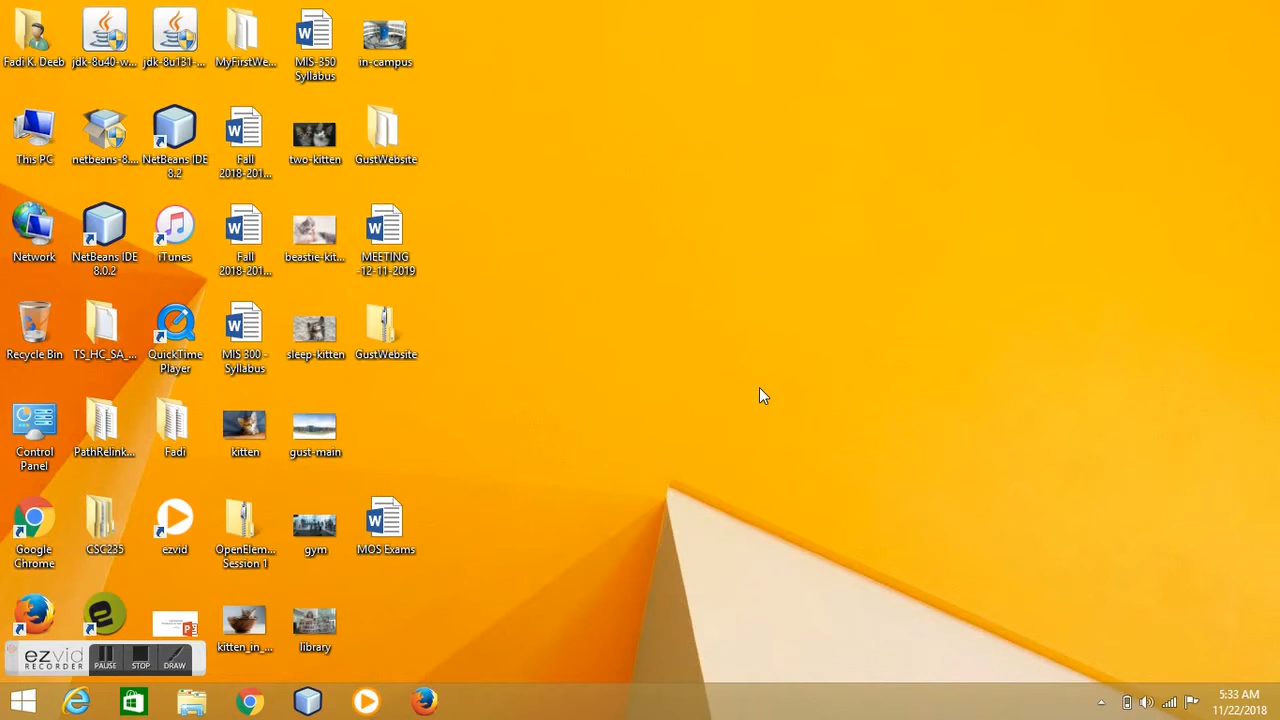 Fadi K. Deeb
jdk-8u40-w...
jdk-8u131-...
MyFirstWe...
MIS-350
Syllabus
in-campus
This PC
netbeans-8....
NetBeans IDE
8.2
Fall
2018-201...
two-kitten
GustWebsite
Network
NetBeans IDE
8.0.2
iTunes
Fall
2018-201...
beastie-kit...
MEETING
-12-11-2019
Recycle Bin
TS_HC_SA_...
QuickTime
Player
MIS 300 -
Syllabus
sleep-kitten
GustWebsite
Control
Panel
PathRelink...
Fadi
kitten
gust-main
Google
Chrome
CSC235
ezvid
OpenElem...
Session 1
gym
MOS Exams
kitten_in_...
library
ezvid
RECORDER
PAUSE
STOP
DRAW
5:33 AM
11/22/2018